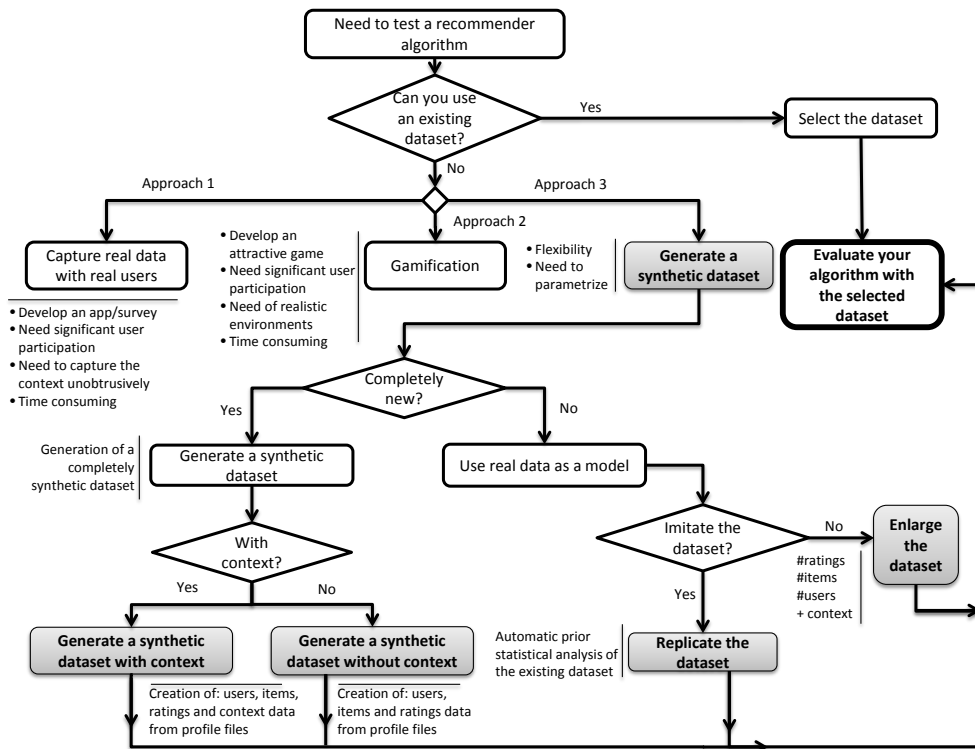 Need to test a recommender
algorithm
Can you use
an existing
dataset?
Yes
Select the dataset
No
Approach 1
Approach 3
Approach 2
Capture real data
with real users
• Develop an app/survey
• Need significant user
participation
• Need to capture the
context unobtrusively
• Time consuming
• Develop an
attractive game
• Need significant user
participation
• Need of realistic
environments
• Time consuming
Gamification
• Flexibility
• Need to
parametrize
Generate a
synthetic dataset
Evaluate your
algorithm with
the selected
dataset
Completely
new?
Yes
No
Generation of a
completely
synthetic dataset
Generate a synthetic
dataset
Use real data as a model
With
context?
Imitate the
dataset?
No
#ratings
#items
#users
+ context
Enlarge
the
dataset
Yes
No
Yes
Generate a synthetic
dataset with context
Generate a synthetic
dataset without context
Automatic prior
statistical analysis of
the existing dataset
Replicate the
dataset
Creation of: users, items,
ratings and context data
from profile files
Creation of: users,
items and ratings data
from profile files